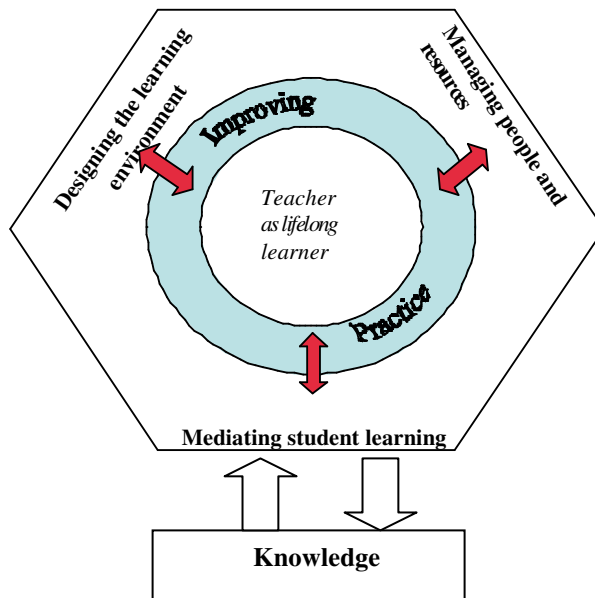 Designing the learning
environment
Managing people and
resources
Improving
Teacher
as lifelong
learner
Practice
Mediating student learning
Knowledge